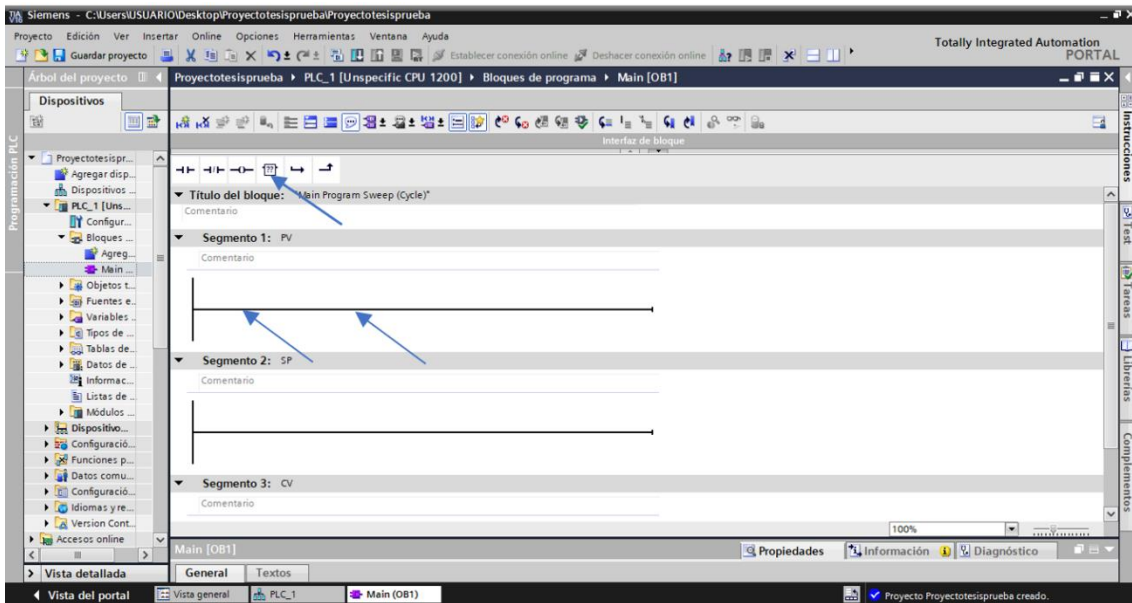 Siemens - C:\Users\USUARIO\Desktop\Proyectotesisprueba\Proyectotesisprueba
Proyecto Edición Ver Insertar Online Opciones Herramientas Ventana Ayuda
Totally Integrated Automation
PORTAL
Guardar proyecto
Establecer conexión online
Deshacer conexión online
Árbol del proyecto
Proyectotesisprueba ▸ PLC_1 [Unspecific CPU 1200] ▸ Bloques de programa ▸ Main [OB1]
Dispositivos
Interfaz de bloque
Programación PLC
Proyectotesispr...
Agregar disp...
Dispositivos ...
PLC_1 [Uns...
Configur...
Bloques ...
Agreg...
Main ...
Objetos t...
Fuentes e...
Variables ...
Tipos de ...
Tablas de...
Datos de ...
Informac...
Listas de ...
Módulos ...
Dispositivo...
Configuració...
Funciones p...
Datos comu...
Configuració...
Idiomas y re...
Version Cont...
Accesos online
Vista detallada
??
Título del bloque: "Main Program Sweep (Cycle)"
Comentario
Segmento 1: PV
Comentario
Segmento 2: SP
Comentario
Segmento 3: CV
Comentario
100%
Main [OB1]
Propiedades
Información
Diagnóstico
General
Textos
Instrucciones
Test
Tareas
Librerías
Complementos
Vista del portal
Vista general
PLC_1
Main (OB1)
Proyecto Proyectotesisprueba creado.